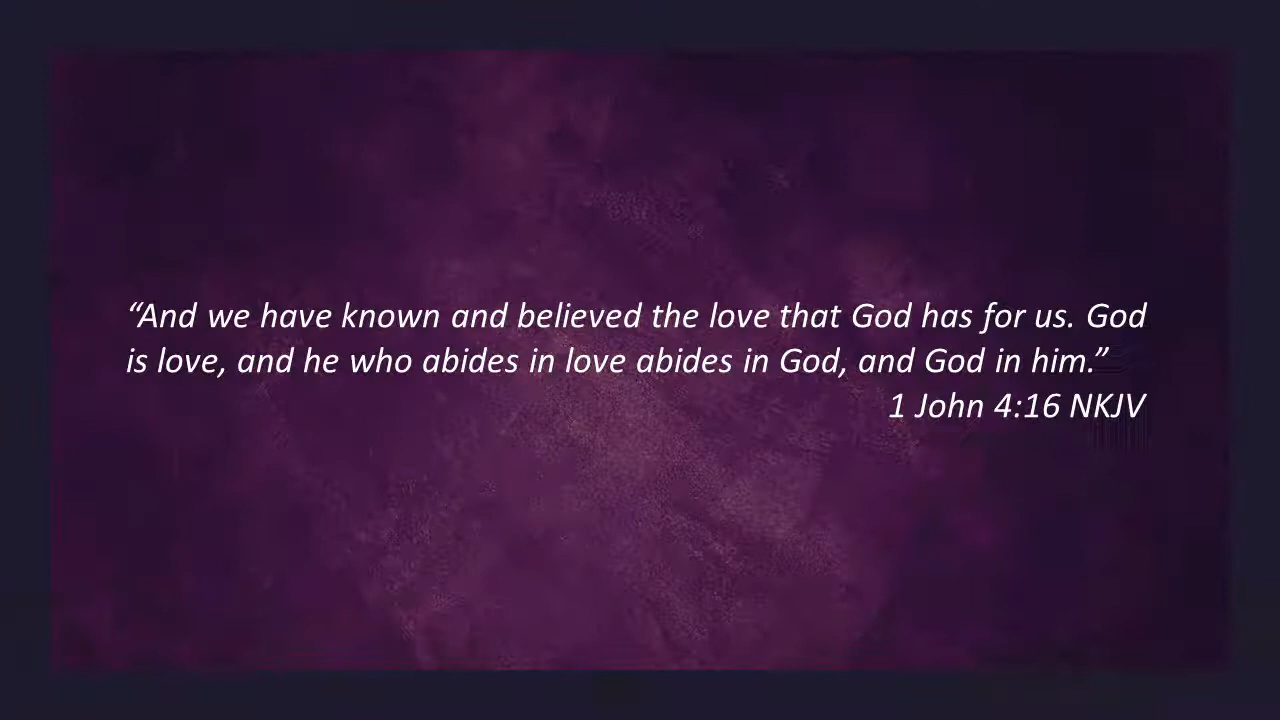 “And we have known and believed the love that God has for us. God
is love, and he who abides in love abides in God, and God in him.”
1 John 4:16 NKJV